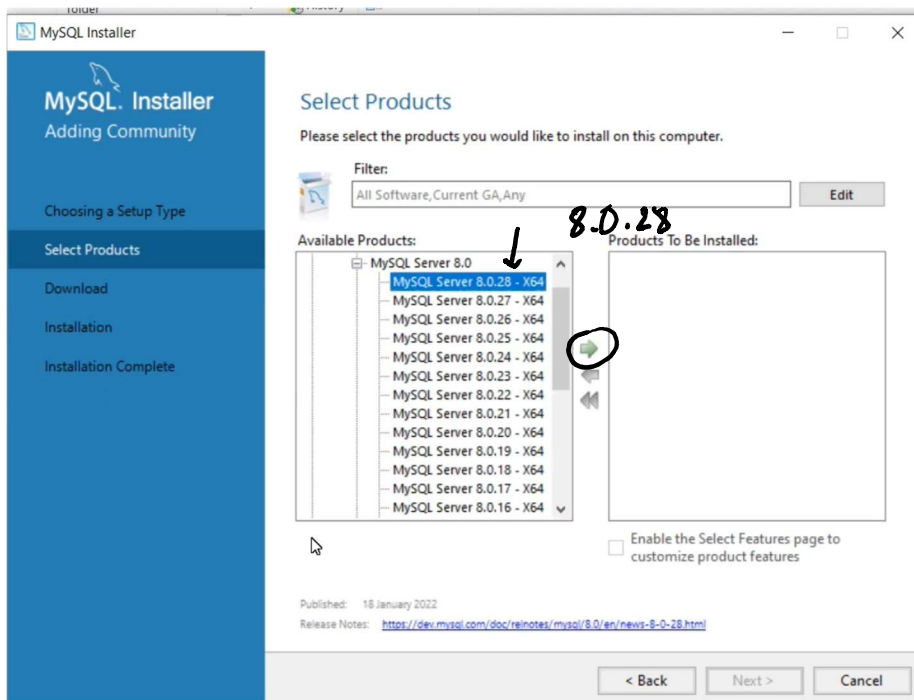 folder
History
MySQL Installer
MySQL. Installer
Adding Community
Choosing a Setup Type
Select Products
Download
Installation
Installation Complete
Select Products
Please select the products you would like to install on this computer.
Filter:
All Software,Current GA,Any
Edit
8.0.28
Available Products:
MySQL Server 8.0
MySQL Server 8.0.28 - X64
MySQL Server 8.0.27 - X64
MySQL Server 8.0.26 - X64
MySQL Server 8.0.25 - X64
MySQL Server 8.0.24 - X64
MySQL Server 8.0.23 - X64
MySQL Server 8.0.22 - X64
MySQL Server 8.0.21 - X64
MySQL Server 8.0.20 - X64
MySQL Server 8.0.19 - X64
MySQL Server 8.0.18 - X64
MySQL Server 8.0.17 - X64
MySQL Server 8.0.16 - X64
Products To Be Installed:
Enable the Select Features page to
customize product features
Published: 18 January 2022
Release Notes: https://dev.mysql.com/doc/relnotes/mysql/8.0/en/news-8-0-28.html
< Back
Next >
Cancel